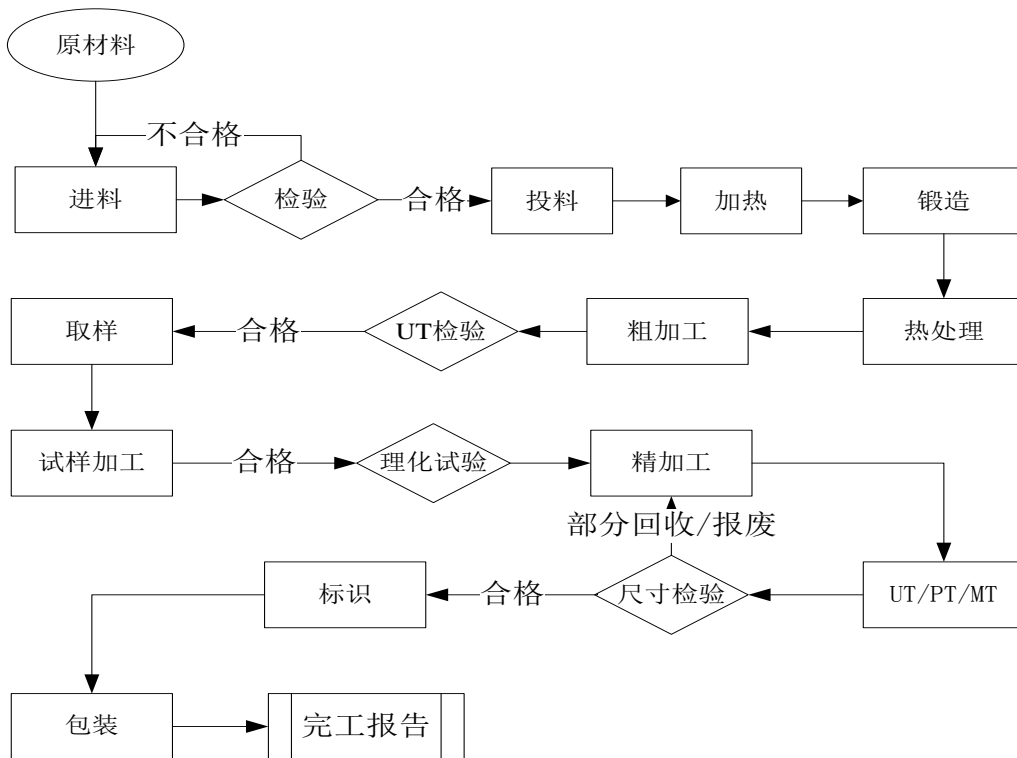 原材料
不合格
进料
检验
合格
投料
加热
锻造
取样
合格
UT检验
粗加工
热处理
试样加工
合格
理化试验
精加工
部分回收/报废
标识
合格
尺寸检验
UT/PT/MT
包装
完工报告